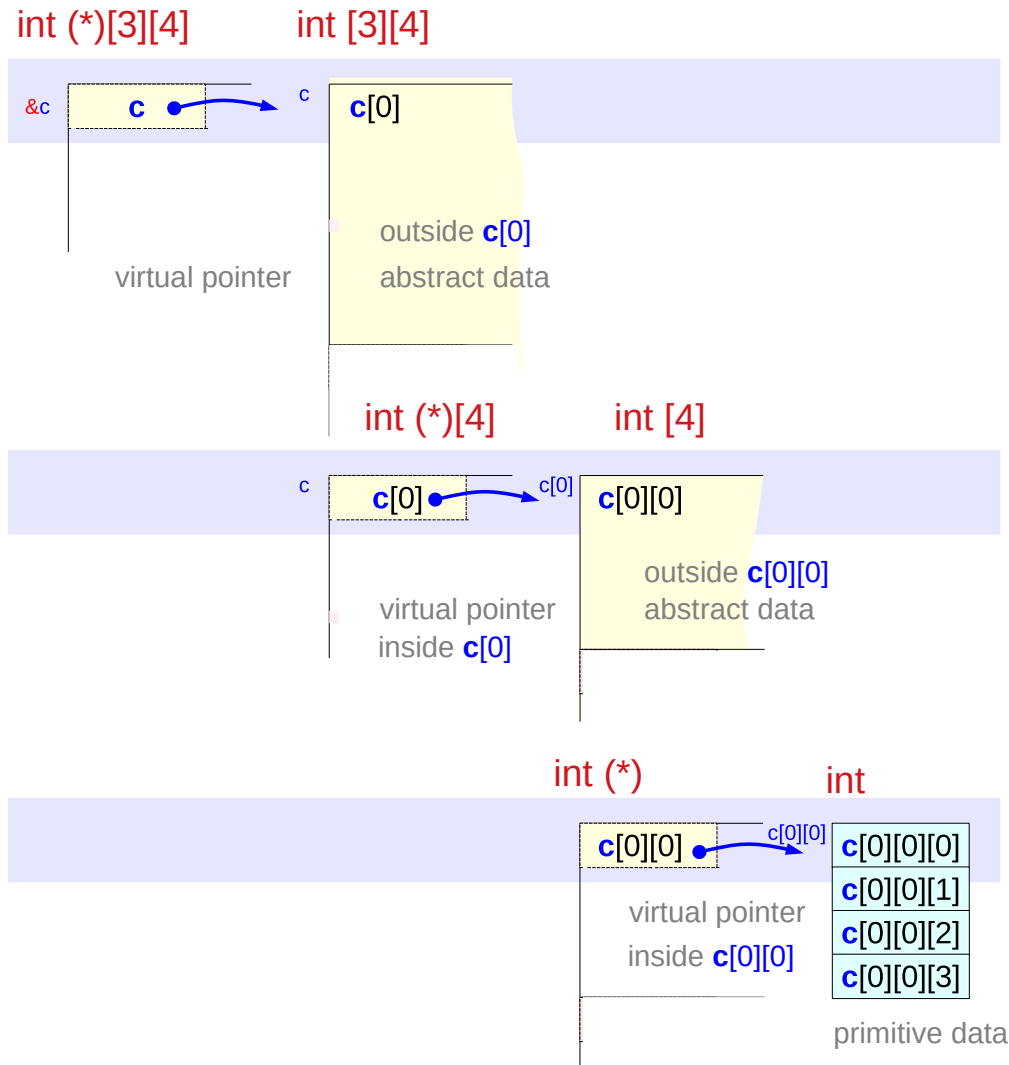 int (*)[3][4] int [3][4]
&c c c c[0]
outside c[0]
virtual pointer abstract data
int (*)[4] int [4]
c c[0] c[0] c[0][0]
outside c[0][0]
virtual pointer abstract data
inside c[0]
int (*) int
c[0][0] c[0][0] c[0][0][0]
c[0][0][1]
virtual pointer c[0][0][2]
inside c[0][0] c[0][0][3]
primitive data